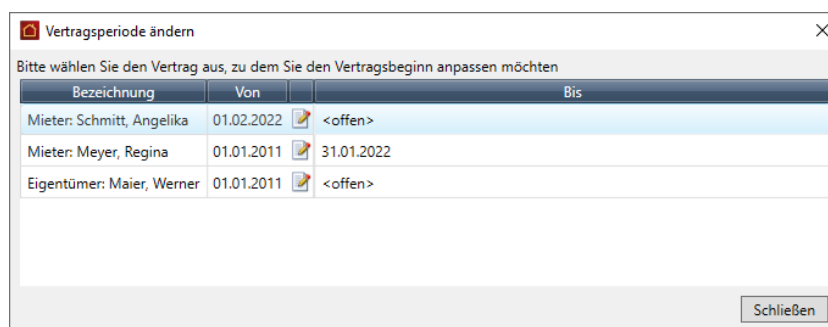 Vertragsperiode ändern
Bitte wählen Sie den Vertrag aus, zu dem Sie den Vertragsbeginn anpassen möchten
Bezeichnung Von Bis
Mieter: Schmitt, Angelika 01.02.2022 <offen>
Mieter: Meyer, Regina 01.01.2011 31.01.2022
Eigentümer: Maier, Werner 01.01.2011 <offen>
Schließen